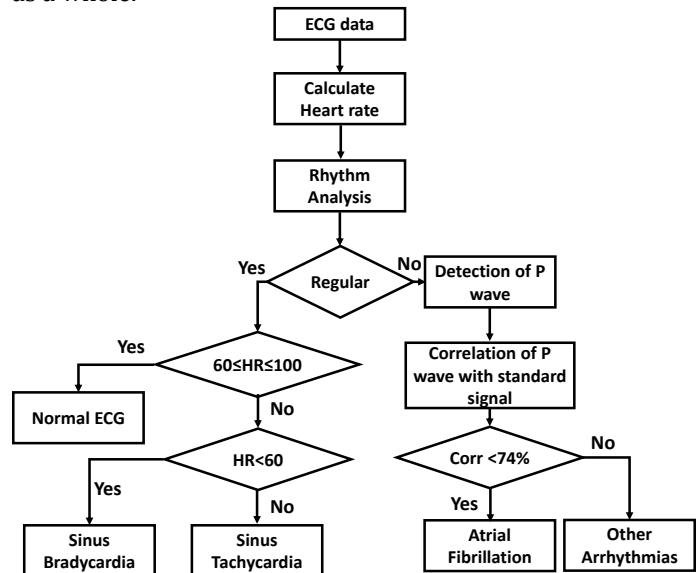 ECG data
Calculate
Heart rate
Rhythm
Analysis
Yes
Regular
No
Detection of P
wave
Yes
60≤HR≤100
Correlation of P
wave with standard
signal
Normal ECG
No
HR<60
Corr <74%
No
Yes
No
Yes
Sinus
Bradycardia
Sinus
Tachycardia
Atrial
Fibrillation
Other
Arrhythmias